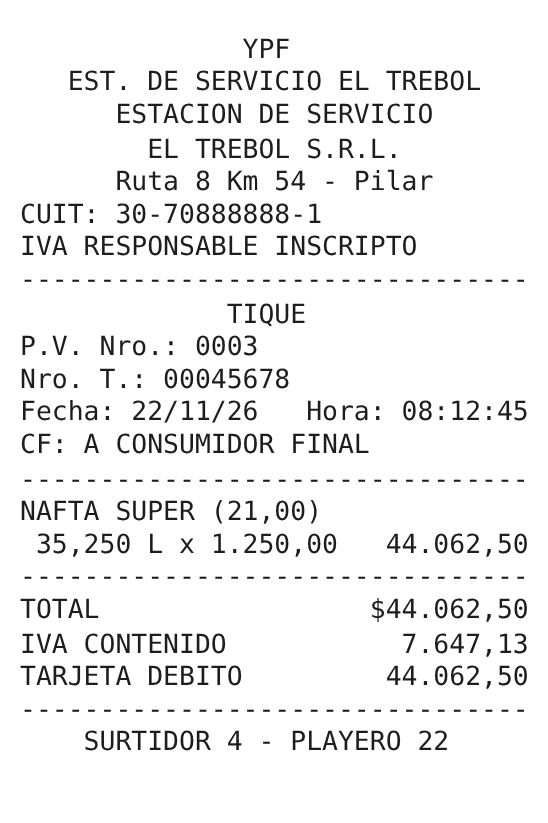 YPF
EST. DE SERVICIO EL TREBOL
ESTACION DE SERVICIO
EL TREBOL S.R.L.
Ruta 8 Km 54 - Pilar
CUIT: 30-70888888-1
IVA RESPONSABLE INSCRIPTO
--------------------------------
TIQUE
P.V. Nro.: 0003
Nro. T.: 00045678
Fecha: 22/11/26   Hora: 08:12:45
CF: A CONSUMIDOR FINAL
--------------------------------
NAFTA SUPER (21,00)
35,250 L x 1.250,00   44.062,50
--------------------------------
TOTAL                 $44.062,50
IVA CONTENIDO           7.647,13
TARJETA DEBITO         44.062,50
--------------------------------
SURTIDOR 4 - PLAYERO 22